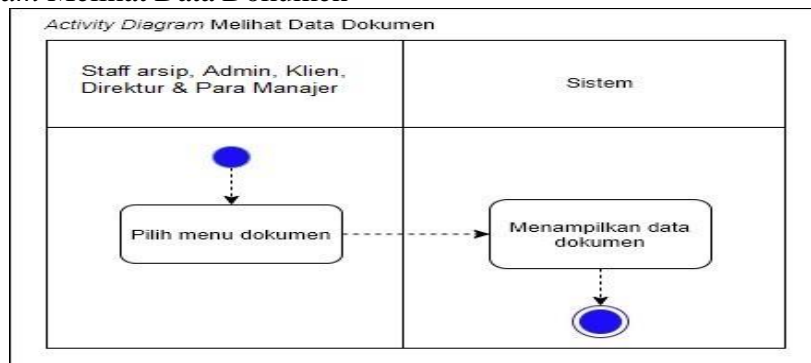 Melihat Data Dokumen
Activity Diagram Melihat Data Dokumen
Staff arsip, Admin, Klien,
Direktur & Para Manajer
Sistem
Pilih menu dokumen
Menampilkan data
dokumen